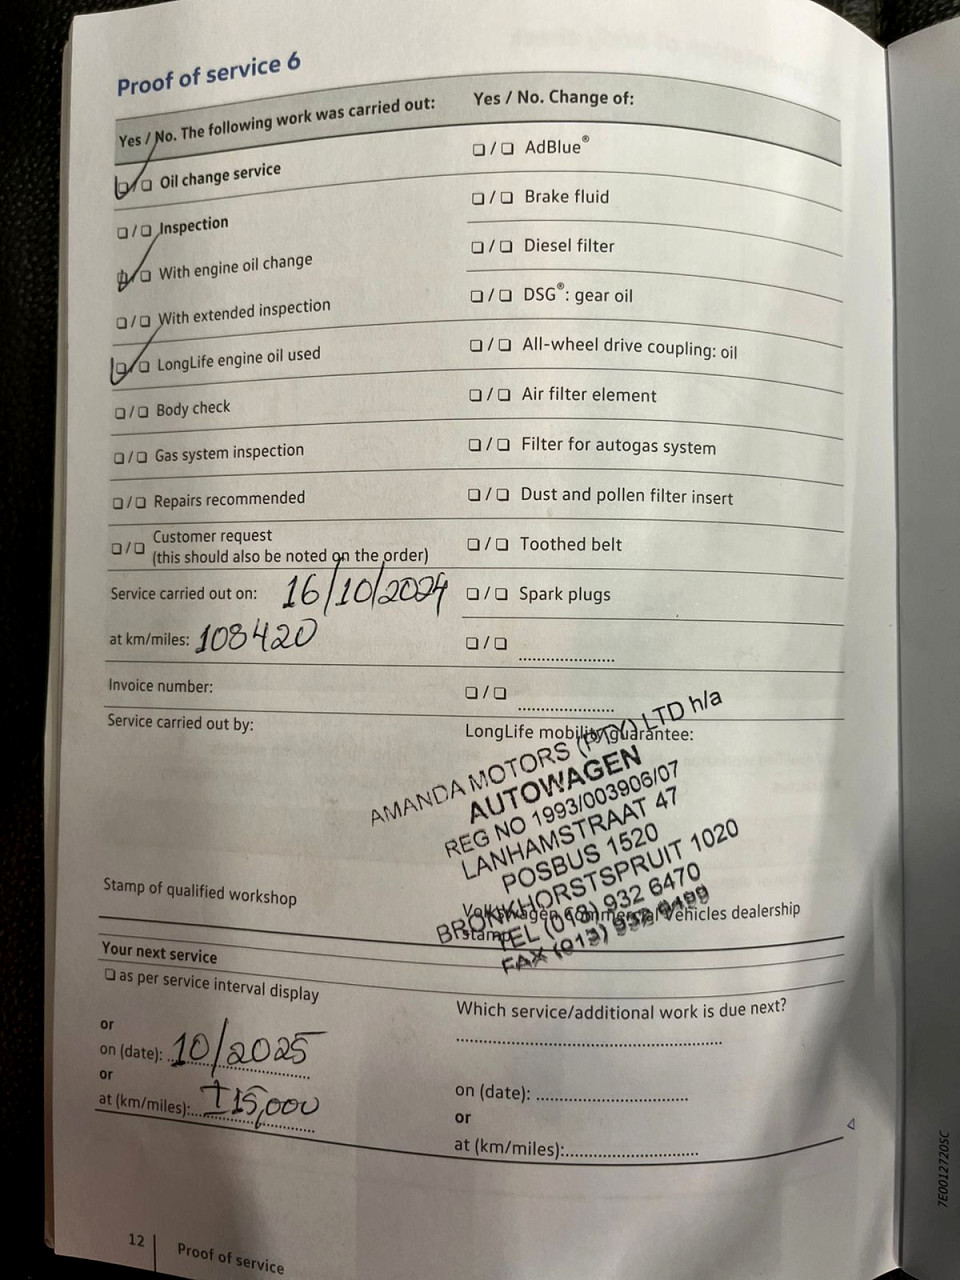 Proof of service 6
Yes / No. The following work was carried out:
❏ / ❏ Oil change service
❏ / ❏ Inspection
❏ / ❏ With engine oil change
❏ / ❏ With extended inspection
❏ / ❏ LongLife engine oil used
❏ / ❏ Body check
❏ / ❏ Gas system inspection
❏ / ❏ Repairs recommended
❏ / ❏ Customer request
(this should also be noted on the order)
Service carried out on: 16/10/2024
at km/miles: 108420
Invoice number:
Service carried out by:
Stamp of qualified workshop
Yes / No. Change of:
❏ / ❏ AdBlue®
❏ / ❏ Brake fluid
❏ / ❏ Diesel filter
❏ / ❏ DSG®: gear oil
❏ / ❏ All-wheel drive coupling: oil
❏ / ❏ Air filter element
❏ / ❏ Filter for autogas system
❏ / ❏ Dust and pollen filter insert
❏ / ❏ Toothed belt
❏ / ❏ Spark plugs
❏ / ❏ ....................
❏ / ❏ ....................
LongLife mobility guarantee:
AMANDA MOTORS (PTY) LTD h/a
AUTOWAGEN
REG NO 1993/003906/07
LANHAMSTRAAT 47
POSBUS 1520
BRONKHORSTSPRUIT 1020
TEL (013) 932 6470
FAX (013) 932 0499
Volkswagen Commercial Vehicles dealership
stamp
Your next service
❏ as per service interval display
or
on (date): 10/2025
or
at (km/miles): ±15,000
Which service/additional work is due next?
on (date): ....................
or
at (km/miles):....................
12 Proof of service
7E0012720SC